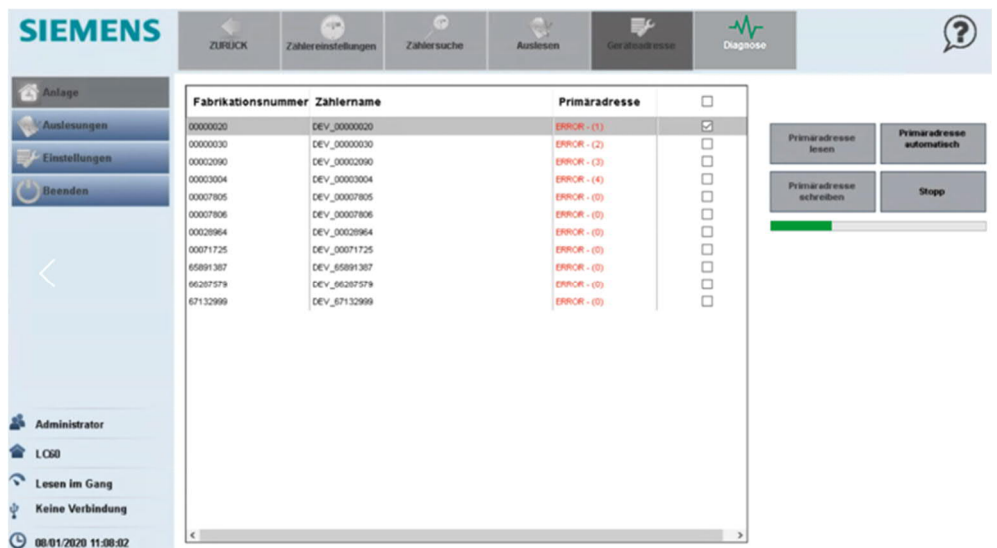 SIEMENS
ZURÜCK
Zählereinstellungen
Zählersuche
Auslesen
Geräteadresse
Diagnose
Anlage
Auslesungen
Einstellungen
Beenden
Fabrikationsnummer Zählername Primäradresse
00000020 DEV_00000020 ERROR - (1)
00000030 DEV_00000030 ERROR - (2)
00002090 DEV_00002090 ERROR - (3)
00003004 DEV_00003004 ERROR - (4)
00007805 DEV_00007805 ERROR - (0)
00007806 DEV_00007806 ERROR - (0)
00028964 DEV_00028964 ERROR - (0)
00071725 DEV_00071725 ERROR - (0)
65891387 DEV_65891387 ERROR - (0)
66287579 DEV_66287579 ERROR - (0)
67132999 DEV_67132999 ERROR - (0)
Primäradresse
lesen
Primäradresse
automatisch
Primäradresse
schreiben
Stopp
Administrator
LC60
Lesen im Gang
Keine Verbindung
08/01/2020 11:08:02